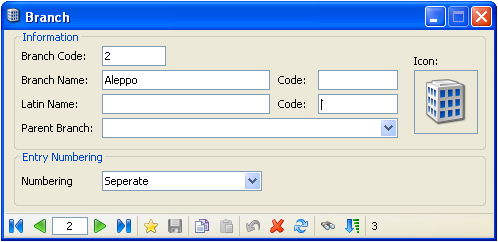 Branch
Information
Branch Code: 2
Icon:
Branch Name: Aleppo Code:
Latin Name: Code:
Parent Branch:
Entry Numbering
Numbering Seperate
2 3